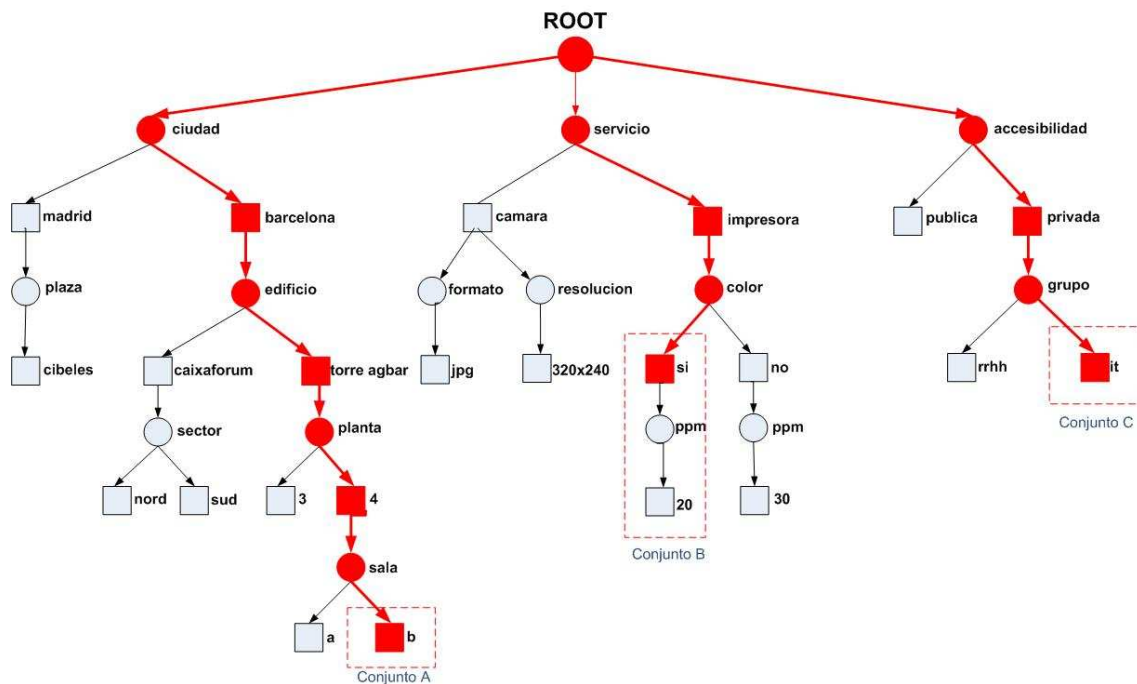 ROOT
ciudad servicio accesibilidad
madrid barcelona camara impresora publica privada
plaza edificio formato resolucion color grupo
cibeles caixaforum torre agbar jpg 320x240 si no rrhh it
sector planta ppm ppm Conjunto C
nord sud 3 4 20 30
Conjunto B
sala
a b
Conjunto A